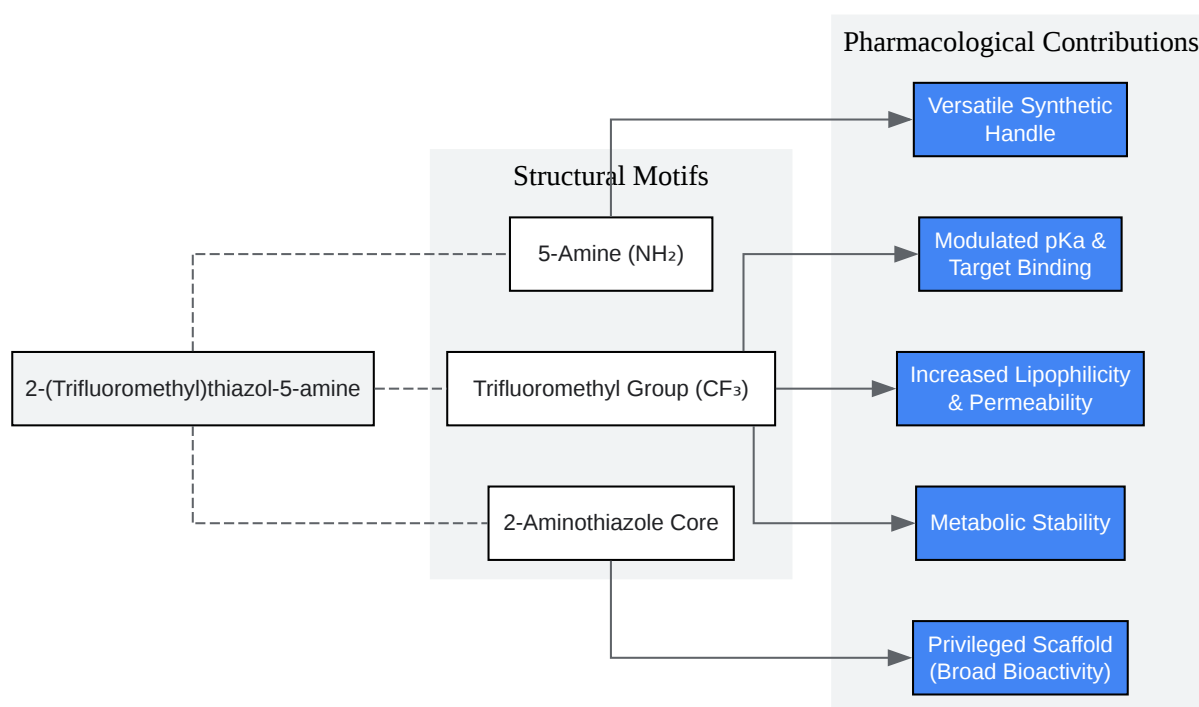 Pharmacological Contributions
Versatile Synthetic
Handle
Structural Motifs
5-Amine (NH₂)
Modulated pKa &
Target Binding
2-(Trifluoromethyl)thiazol-5-amine
Trifluoromethyl Group (CF₃)
Increased Lipophilicity
& Permeability
2-Aminothiazole Core
Metabolic Stability
Privileged Scaffold
(Broad Bioactivity)